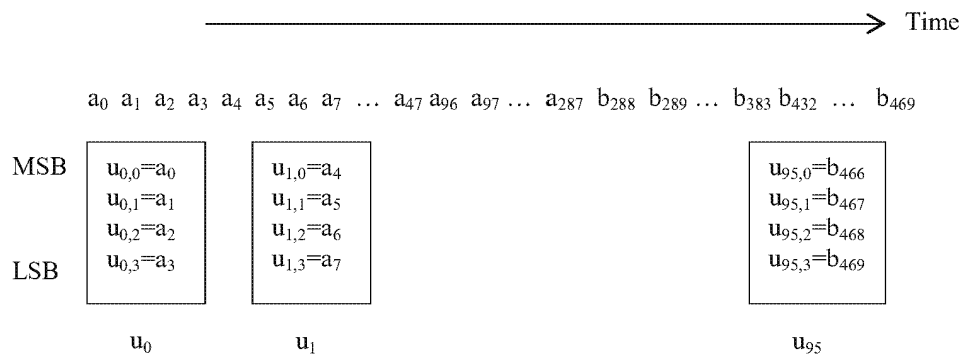 Time
a₀ a₁ a₂ a₃ a₄ a₅ a₆ a₇ … a₄₇ a₉₆ a₉₇ … a₂₈₇ b₂₈₈ b₂₈₉ … b₃₈₃ b₄₃₂ … b₄₆₉
MSB u₀,₀=a₀ u₁,₀=a₄ u₉₅,₀=b₄₆₆
u₀,₁=a₁ u₁,₁=a₅ u₉₅,₁=b₄₆₇
u₀,₂=a₂ u₁,₂=a₆ u₉₅,₂=b₄₆₈
LSB u₀,₃=a₃ u₁,₃=a₇ u₉₅,₃=b₄₆₉
u₀ u₁ u₉₅